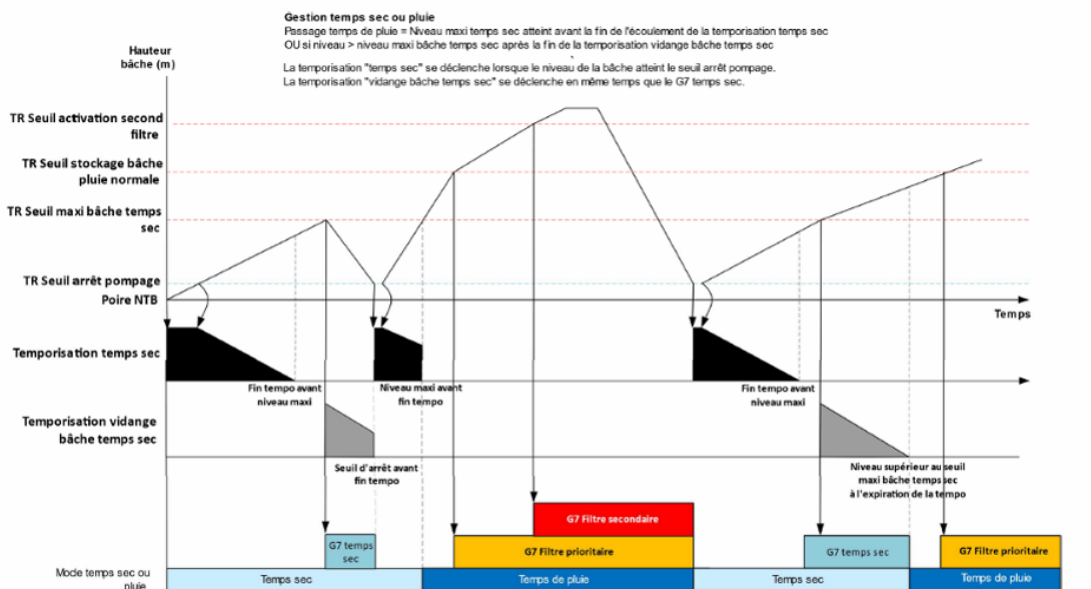 Gestion temps sec ou pluie
Passage temps de pluie = Niveau maxi temps sec atteint avant la fin de l'écoulement de la temporisation temps sec
OU si niveau > niveau maxi bâche temps sec après la fin de la temporisation vidange bâche temps sec
La temporisation "temps sec" se déclenche lorsque le niveau de la bâche atteint le seuil arrêt pompage.
La temporisation "vidange bâche temps sec" se déclenche en même temps que le G7 temps sec.
Hauteur
bâche (m)
TR Seuil activation second
filtre
TR Seuil stockage bâche
pluie normale
TR Seuil maxi bâche temps
sec
TR Seuil arrêt pompage
Poire NTB
Temps
Temporisation temps sec
Fin tempo avant
niveau maxi
Niveau maxi avant
fin tempo
Fin tempo avant
niveau maxi
Temporisation vidange
bâche temps sec
Seuil d'arrêt avant
fin tempo
Niveau supérieur au seuil
maxi bâche temps sec
à l'expiration de la tempo
G7 Filtre secondaire
G7 temps
sec
G7 Filtre prioritaire
G7 temps sec
G7 Filtre prioritaire
Mode temps sec ou
pluie
Temps sec
Temps de pluie
Temps sec
Temps de pluie